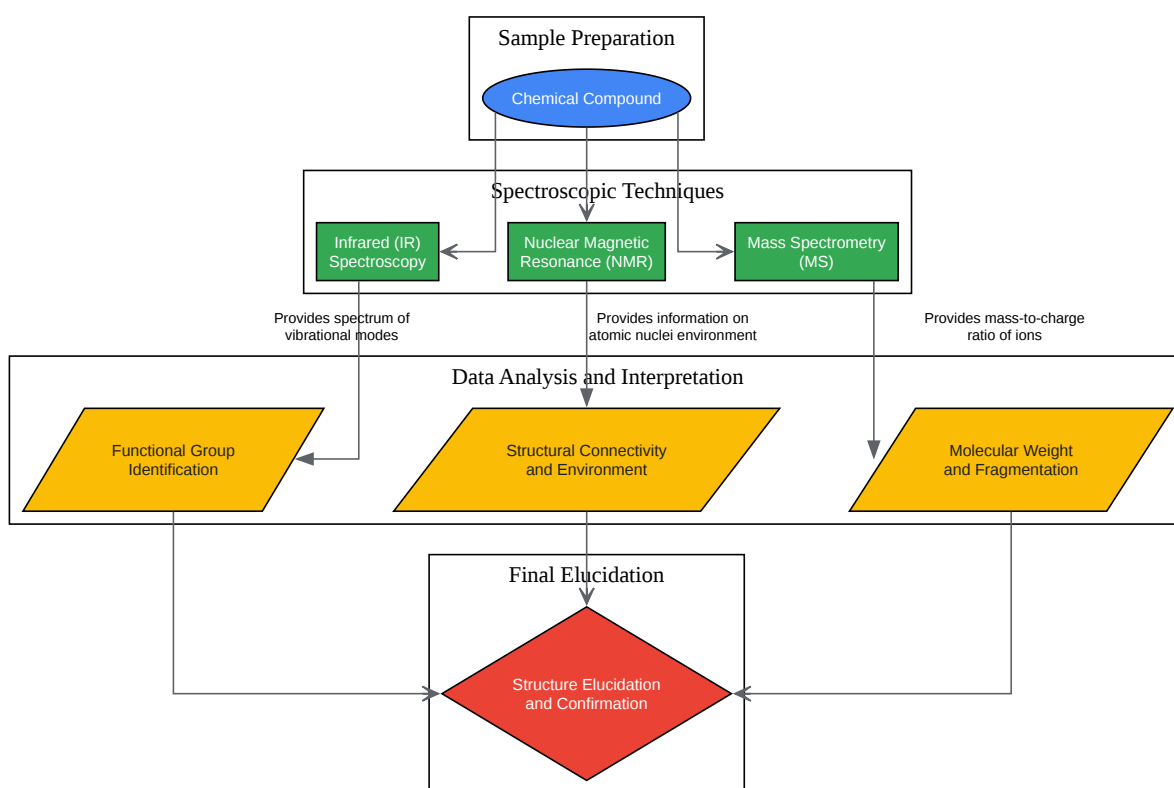 Sample Preparation
Chemical Compound
Spectroscopic Techniques
Infrared (IR)
Spectroscopy
Nuclear Magnetic
Resonance (NMR)
Mass Spectrometry
(MS)
Provides spectrum of
vibrational modes
Provides information on
atomic nuclei environment
Provides mass-to-charge
ratio of ions
Data Analysis and Interpretation
Functional Group
Identification
Structural Connectivity
and Environment
Molecular Weight
and Fragmentation
Final Elucidation
Structure Elucidation
and Confirmation